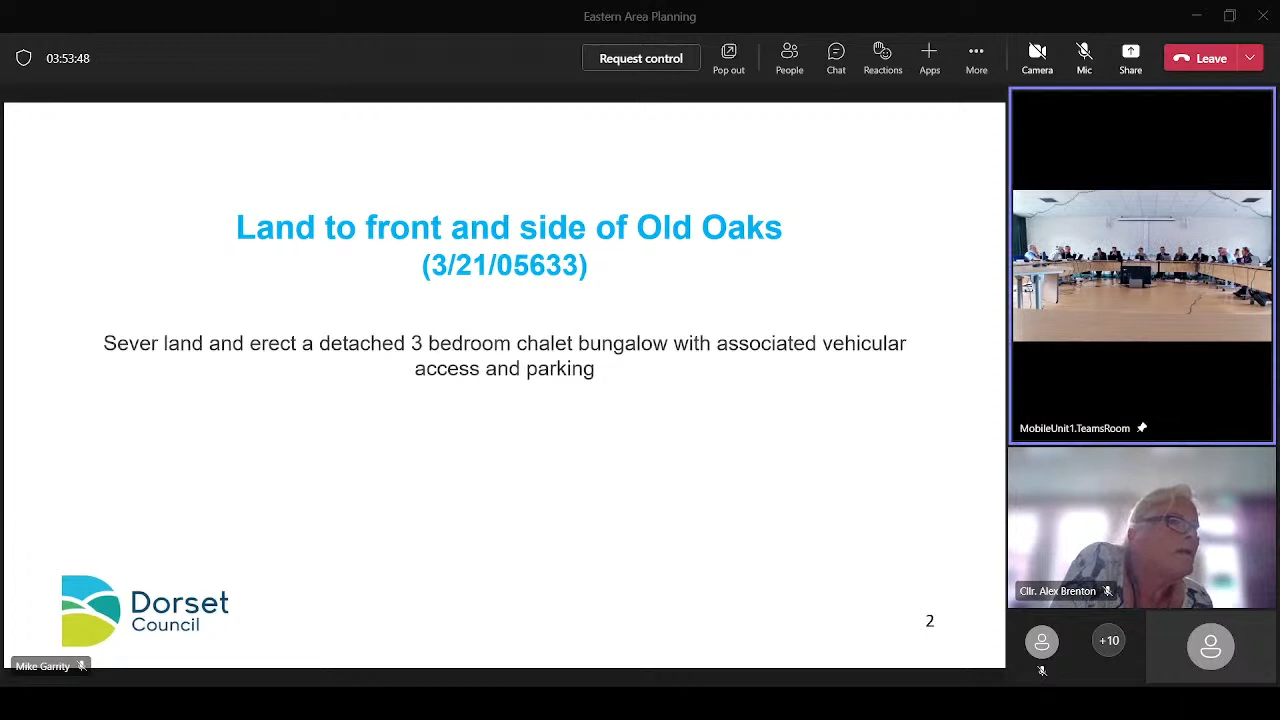 Eastern Area Planning
03:53:48
Request control
Pop out
People
Chat
Reactions
Apps
More
Camera
Mic
Share
Leave
Land to front and side of Old Oaks
(3/21/05633)
Sever land and erect a detached 3 bedroom chalet bungalow with associated vehicular
access and parking
Dorset
Council
2
Mike Garrity
MobileUnit1.TeamsRoom
Cllr. Alex Brenton
+10